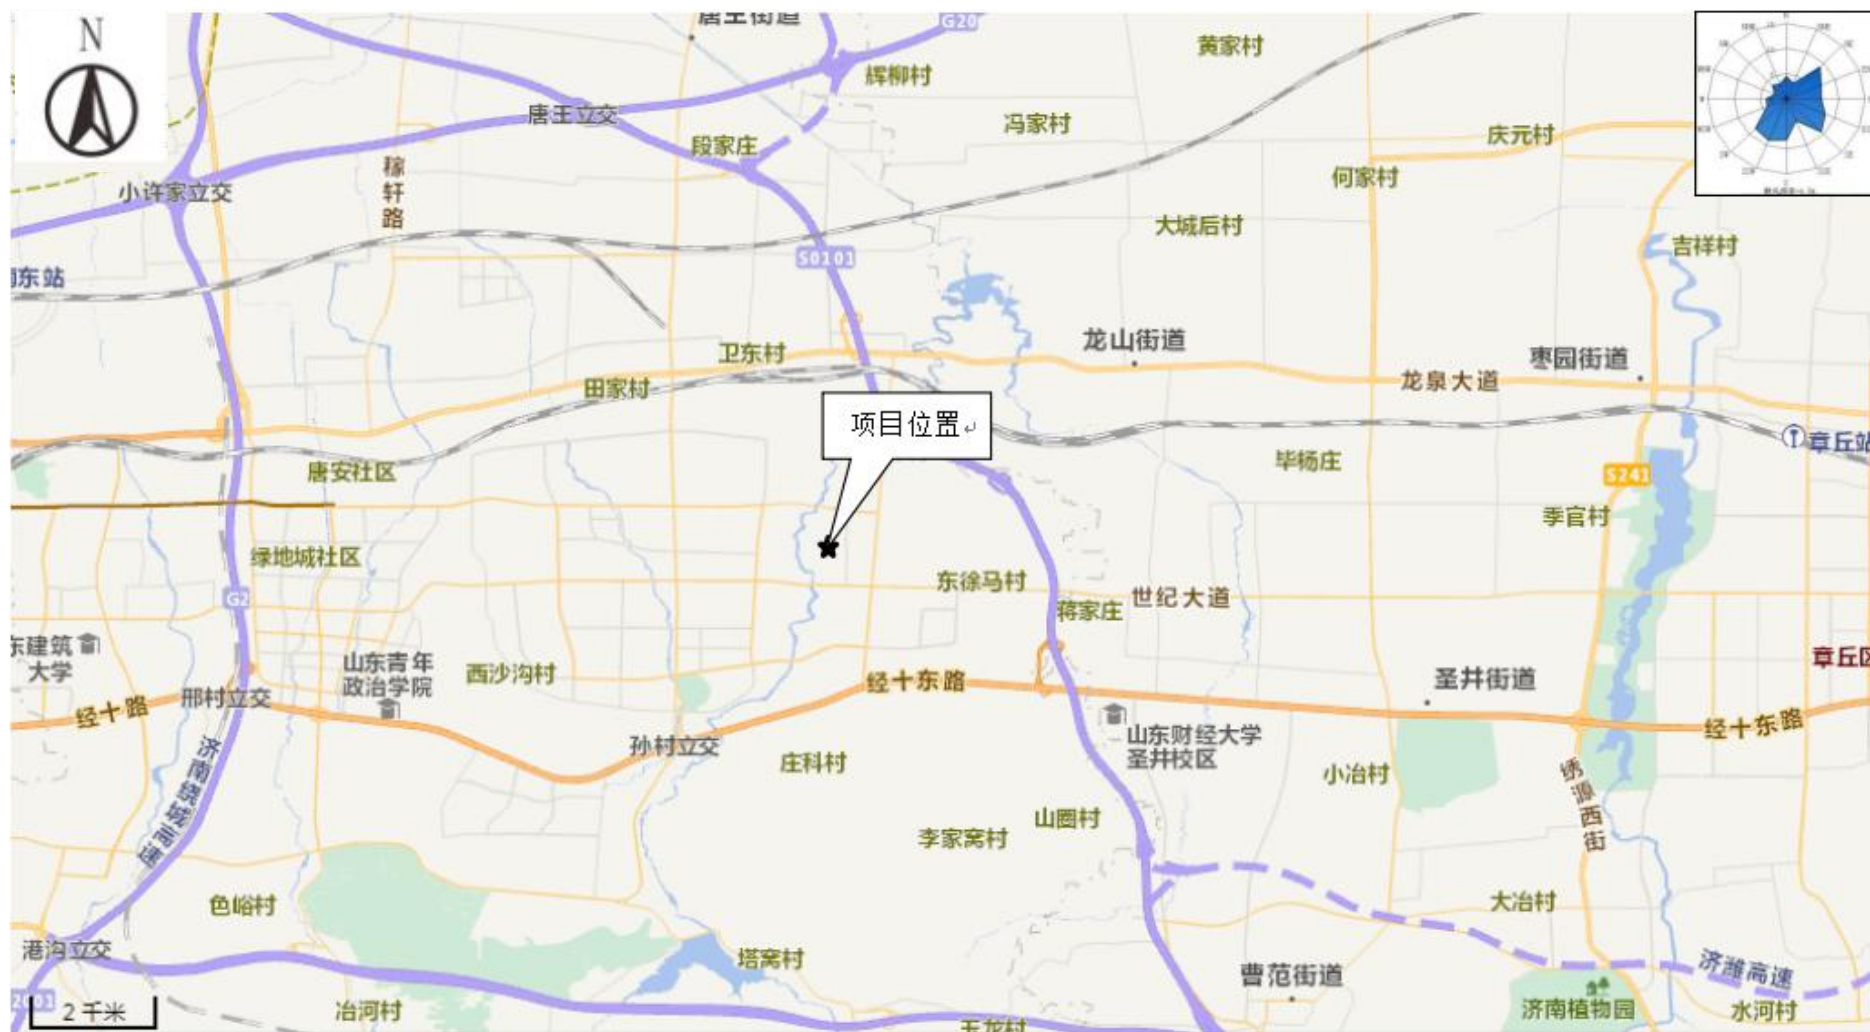 N
唐王街道
G20
黄家村
辉柳村
唐王立交
冯家村
段家庄
庆元村
稼轩路
何家村
小许家立交
大城后村
吉祥村
S0101
东站
龙山街道
卫东村
枣园街道
龙泉大道
田家村
项目位置
章丘站
毕杨庄
唐安社区
S241
季官村
绿地城社区
东徐马村
世纪大道
G2
蒋家庄
东建筑
大学
山东青年
政治学院
西沙沟村
经十东路
圣井街道
章丘区
邢村立交
经十路
经十东路
孙村立交
山东财经大学
圣井校区
庄科村
小冶村
济南绕城高速
绣源西街
山圈村
李家窝村
色峪村
大冶村
港沟立交
塔窝村
曹范街道
济潍高速
2001
2千米
冶河村
济南植物园
水河村
玉龙村